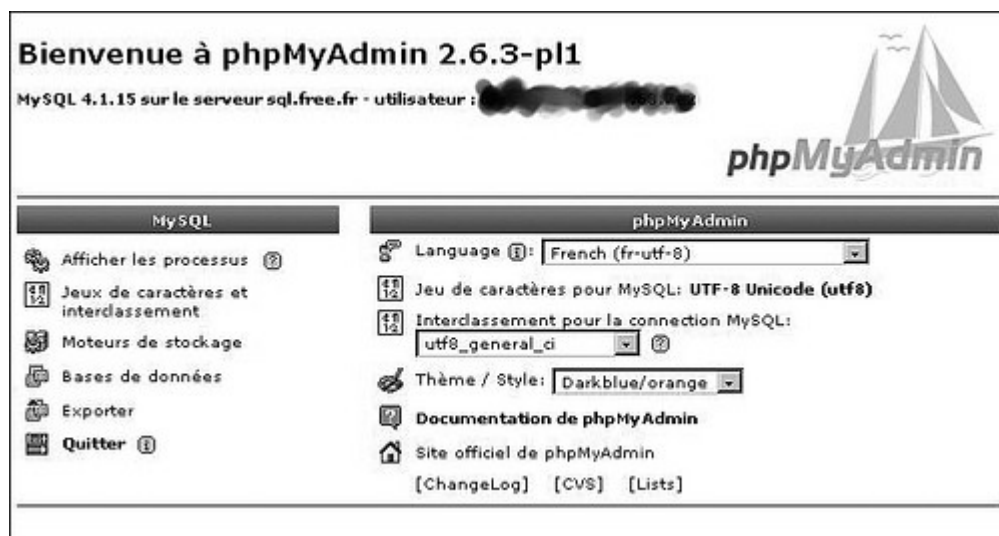 Bienvenue à phpMyAdmin 2.6.3-pl1
MySQL 4.1.15 sur le serveur sql.free.fr - utilisateur :
phpMyAdmin
MySQL
Afficher les processus
Jeux de caractères et
interclassement
Moteurs de stockage
Bases de données
Exporter
Quitter
phpMyAdmin
Language : French (fr-utf-8)
Jeu de caractères pour MySQL: UTF-8 Unicode (utf8)
Interclassement pour la connection MySQL:
utf8_general_ci
Thème / Style: Darkblue/orange
Documentation de phpMyAdmin
Site officiel de phpMyAdmin
[ChangeLog] [CVS] [Lists]